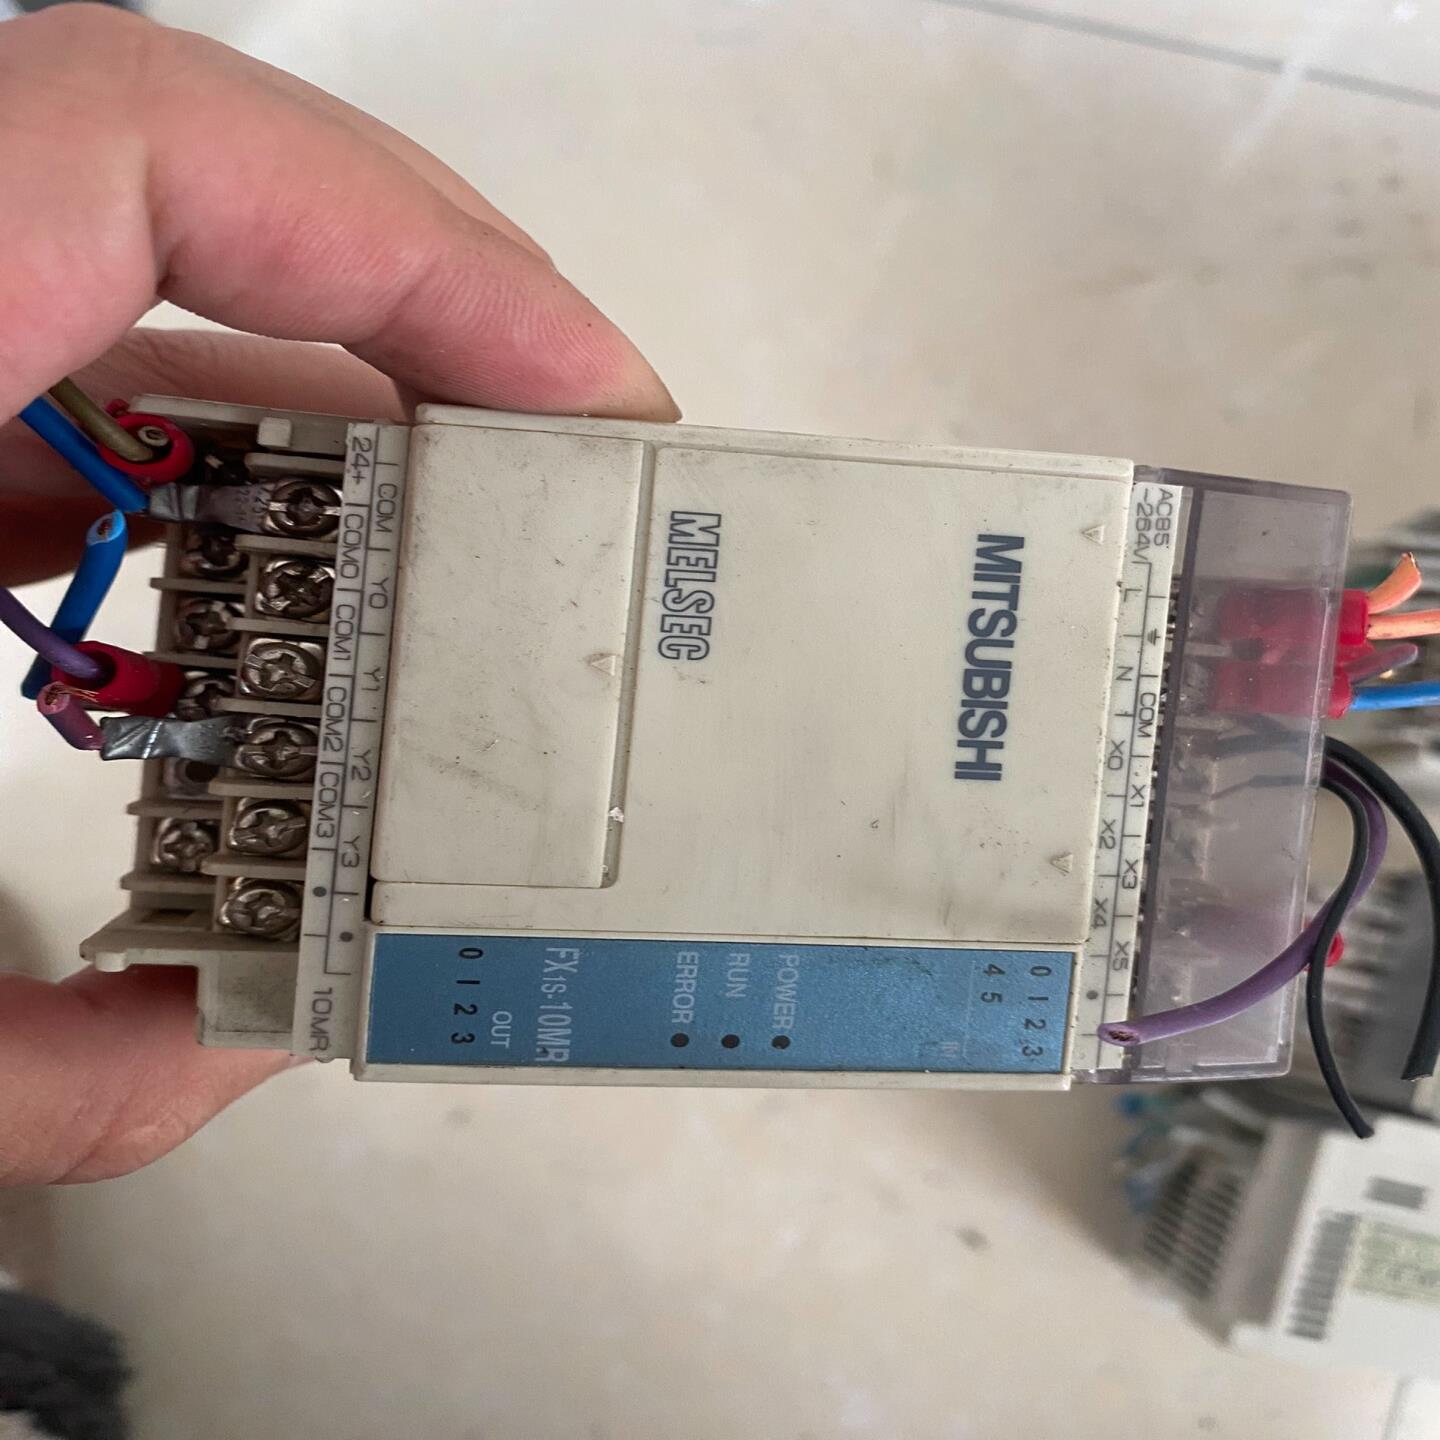 AC85
-264V
L N X0 X2 X4
COM X1 X3 X5
MITSUBISHI
MELSEC
0 1 2 3
4 5
IN
POWER
RUN
ERROR
FX1S-10MR
OUT
0 1 2 3
COM Y0 Y1 Y2 Y3
24+ COM0 COM1 COM2 COM3
10MR